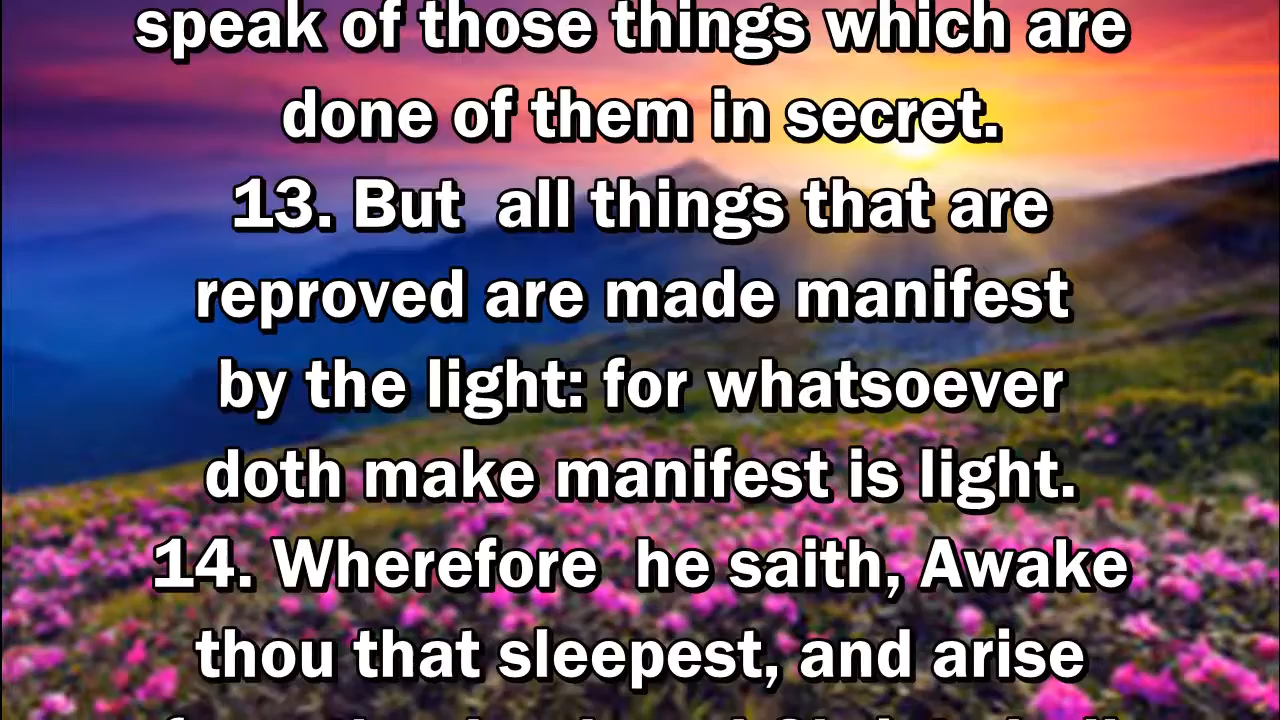 speak of those things which are
done of them in secret.
13. But  all things that are
reproved are made manifest
by the light: for whatsoever
doth make manifest is light.
14. Wherefore  he saith, Awake
thou that sleepest, and arise